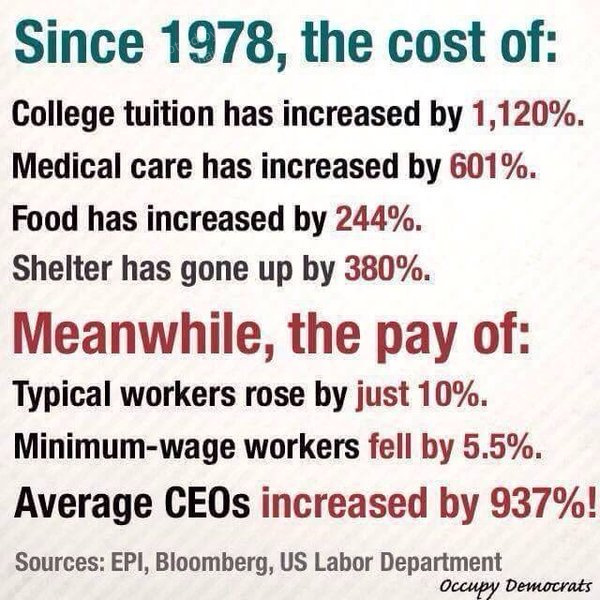 Since 1978, the cost of:
College tuition has increased by 1,120%.
Medical care has increased by 601%.
Food has increased by 244%.
Shelter has gone up by 380%.
Meanwhile, the pay of:
Typical workers rose by just 10%.
Minimum-wage workers fell by 5.5%.
Average CEOs increased by 937%!
Sources: EPI, Bloomberg, US Labor Department
Occupy Democrats